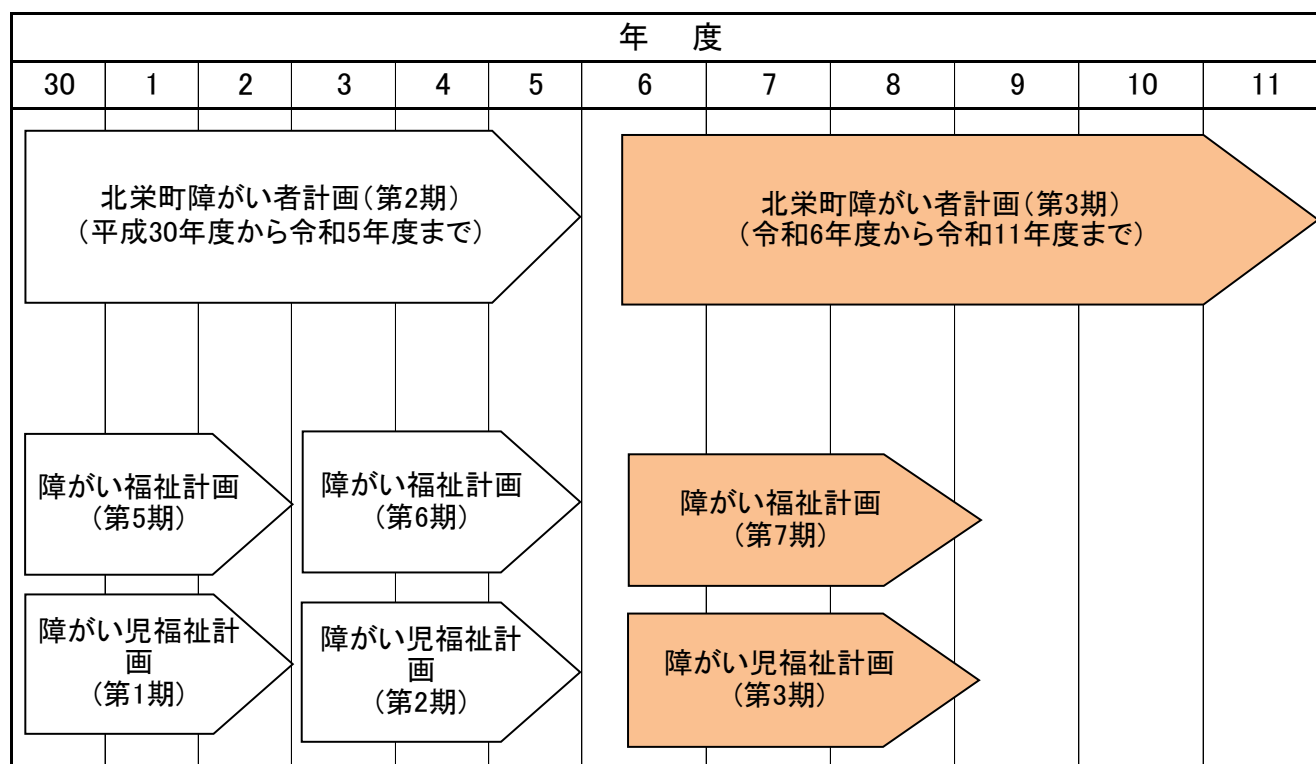 年 度
30 1 2 3 4 5 6 7 8 9 10 11
北栄町障がい者計画（第2期）
（平成30年度から令和5年度まで）
北栄町障がい者計画（第3期）
（令和6年度から令和11年度まで）
障がい福祉計画
（第5期）
障がい福祉計画
（第6期）
障がい福祉計画
（第7期）
障がい児福祉計
画
（第1期）
障がい児福祉計
画
（第2期）
障がい児福祉計画
（第3期）